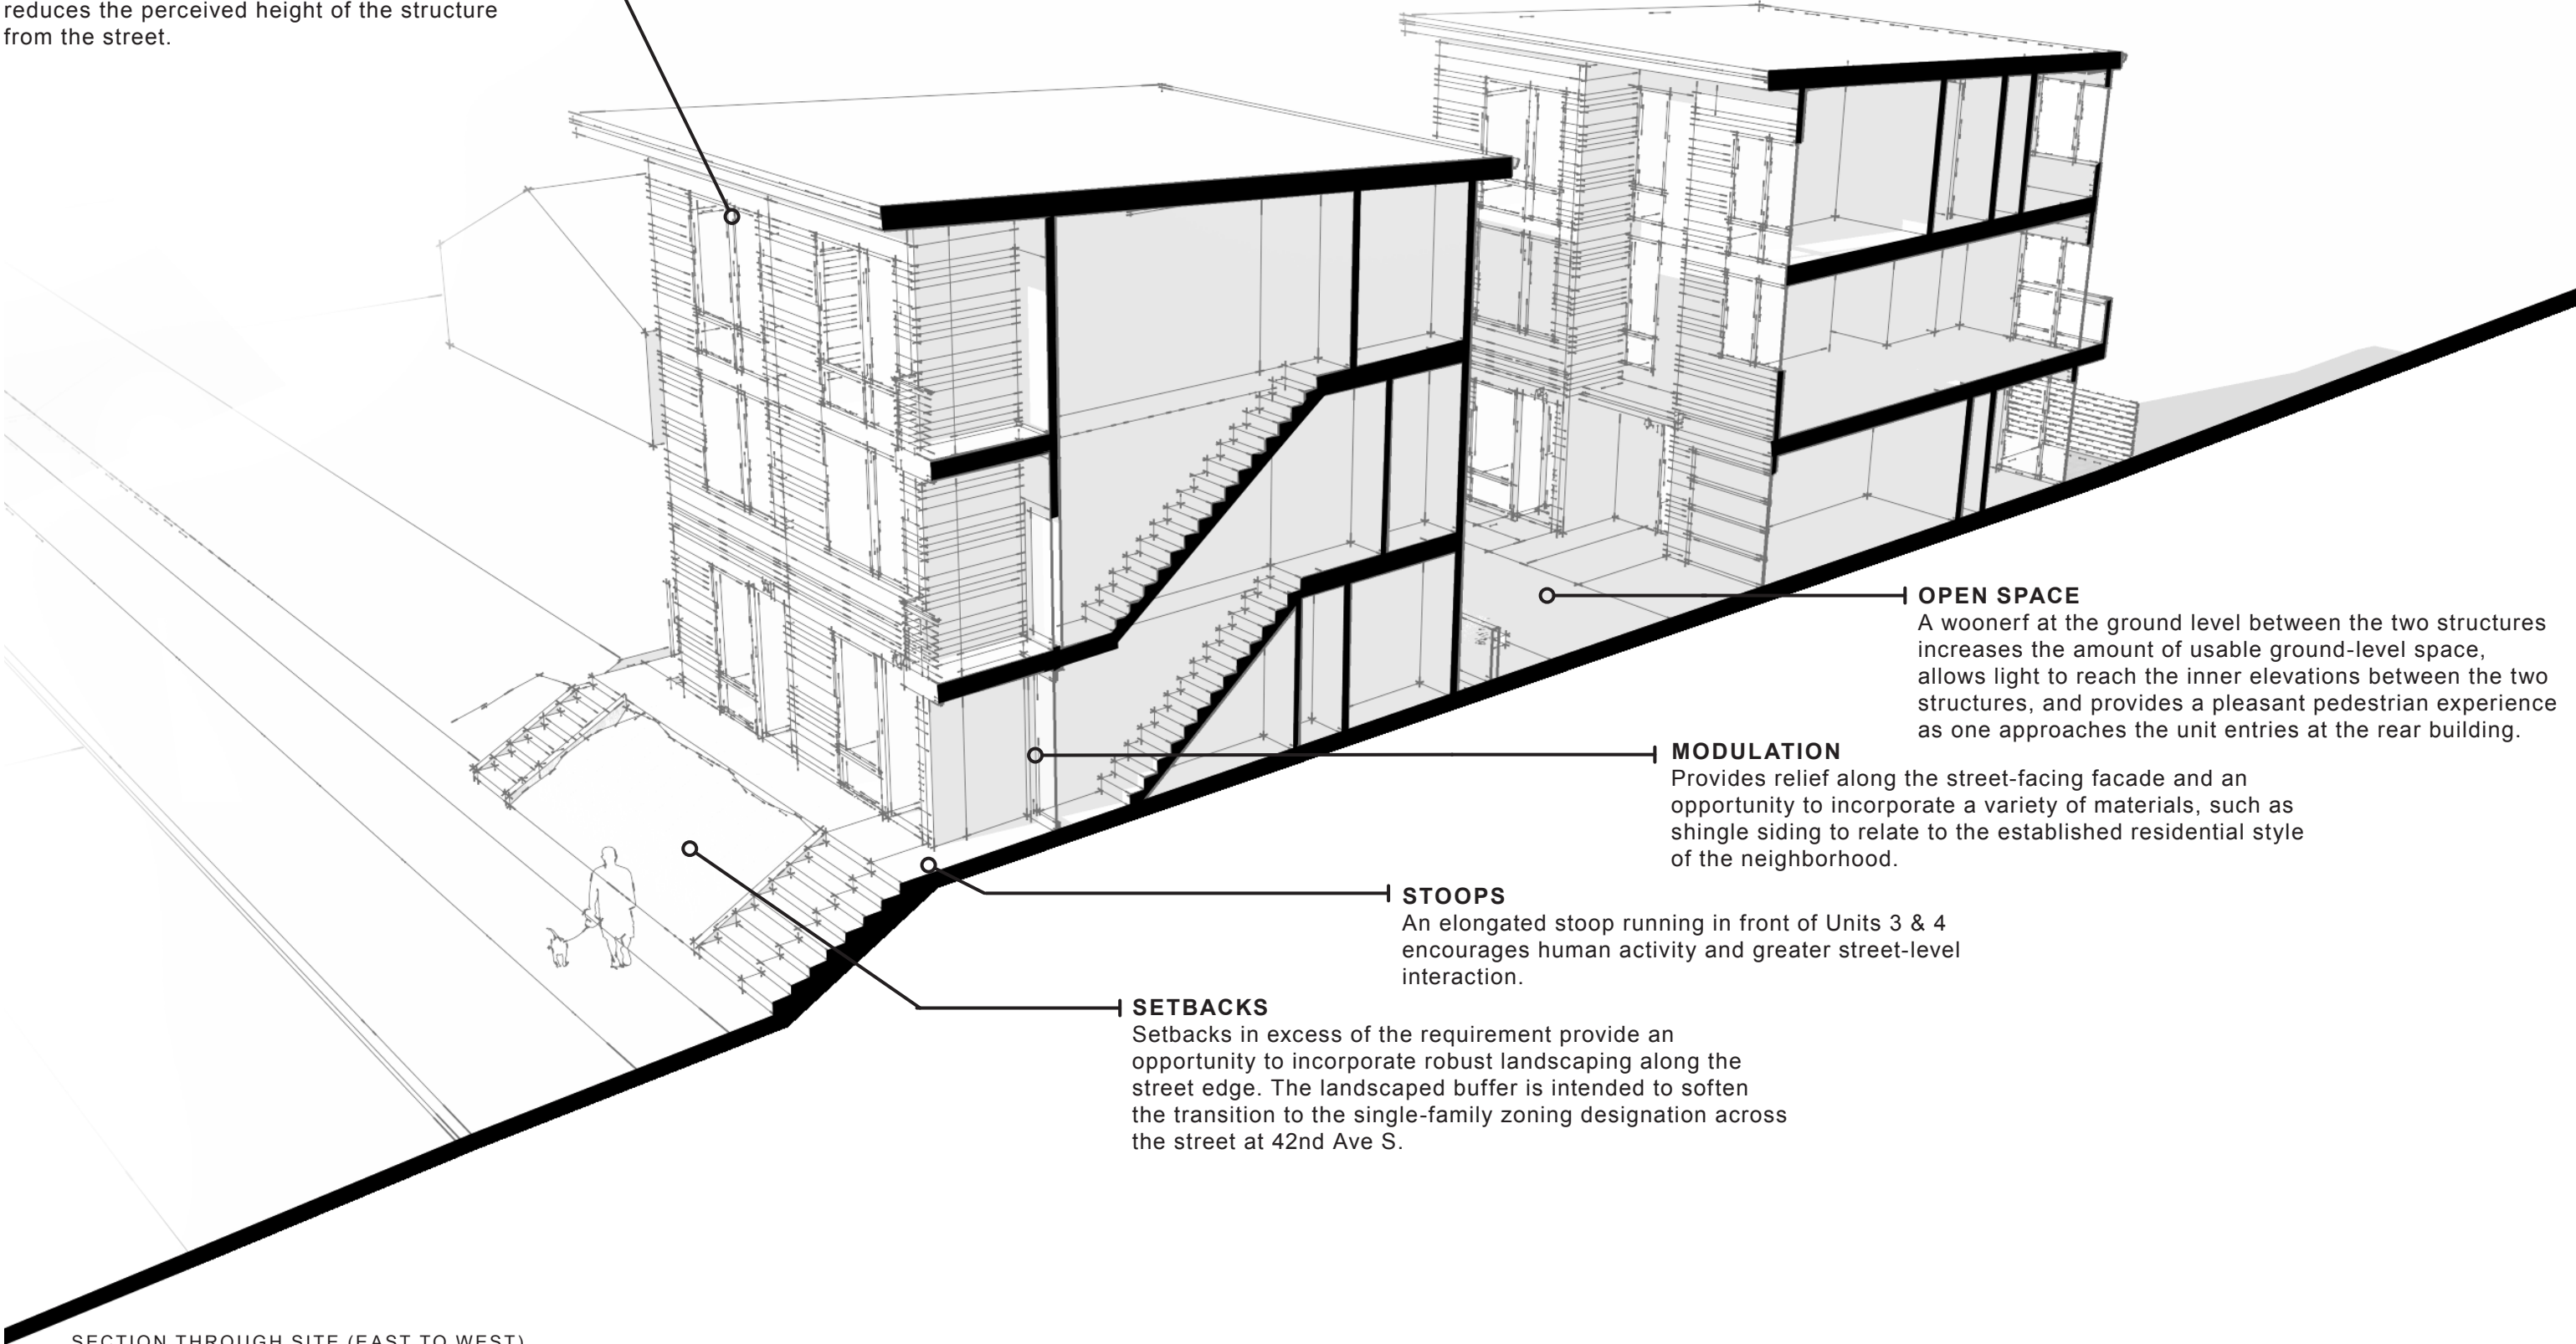 reduces the perceived height of the structure
from the street.
OPEN SPACE
A woonerf at the ground level between the two structures
increases the amount of usable ground-level space,
allows light to reach the inner elevations between the two
structures, and provides a pleasant pedestrian experience
as one approaches the unit entries at the rear building.
MODULATION
Provides relief along the street-facing facade and an
opportunity to incorporate a variety of materials, such as
shingle siding to relate to the established residential style
of the neighborhood.
STOOPS
An elongated stoop running in front of Units 3 & 4
encourages human activity and greater street-level
interaction.
SETBACKS
Setbacks in excess of the requirement provide an
opportunity to incorporate robust landscaping along the
street edge. The landscaped buffer is intended to soften
the transition to the single-family zoning designation across
the street at 42nd Ave S.
SECTION THROUGH SITE (EAST TO WEST)